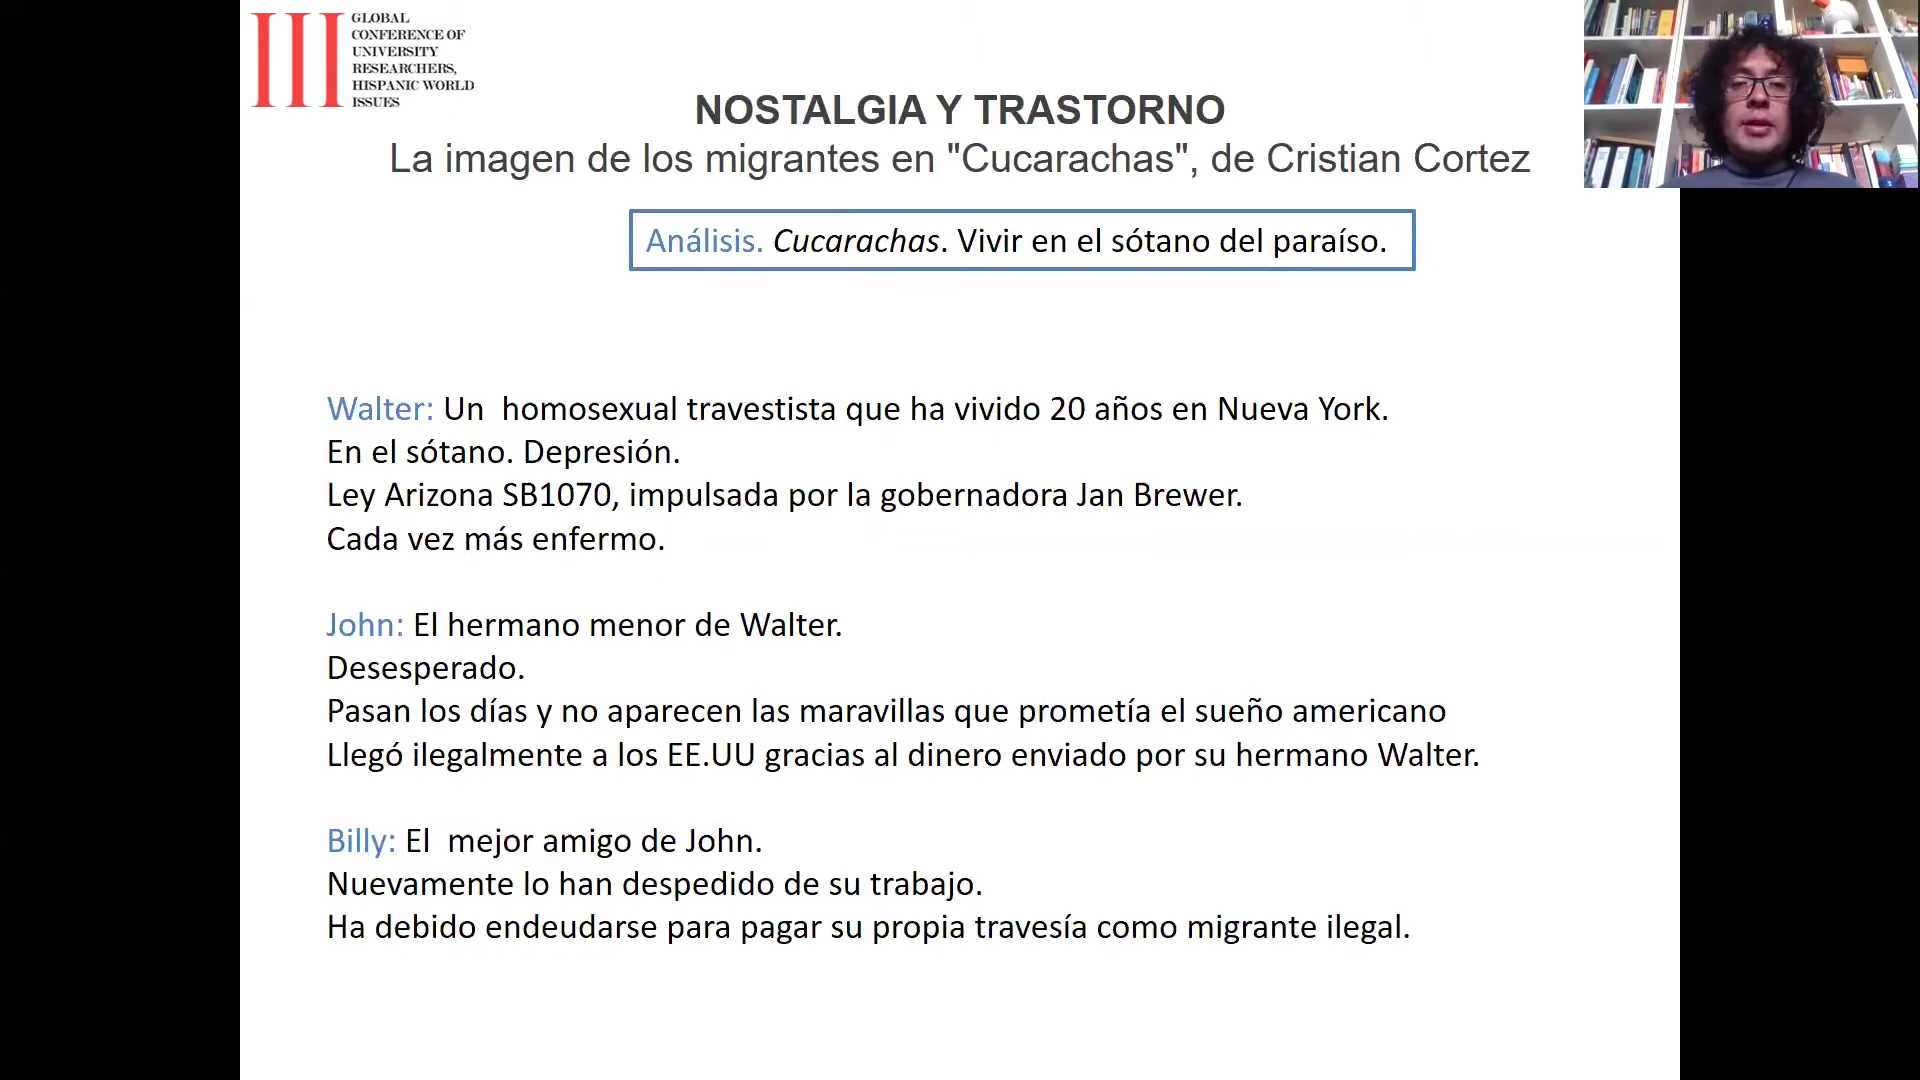 III
GLOBAL
CONFERENCE OF
UNIVERSITY
RESEARCHERS,
HISPANIC WORLD
ISSUES
NOSTALGIA Y TRASTORNO
La imagen de los migrantes en "Cucarachas", de Cristian Cortez
Análisis. Cucarachas. Vivir en el sótano del paraíso.
Walter: Un homosexual travestista que ha vivido 20 años en Nueva York.
En el sótano. Depresión.
Ley Arizona SB1070, impulsada por la gobernadora Jan Brewer.
Cada vez más enfermo.
John: El hermano menor de Walter.
Desesperado.
Pasan los días y no aparecen las maravillas que prometía el sueño americano
Llegó ilegalmente a los EE.UU gracias al dinero enviado por su hermano Walter.
Billy: El mejor amigo de John.
Nuevamente lo han despedido de su trabajo.
Ha debido endeudarse para pagar su propia travesía como migrante ilegal.